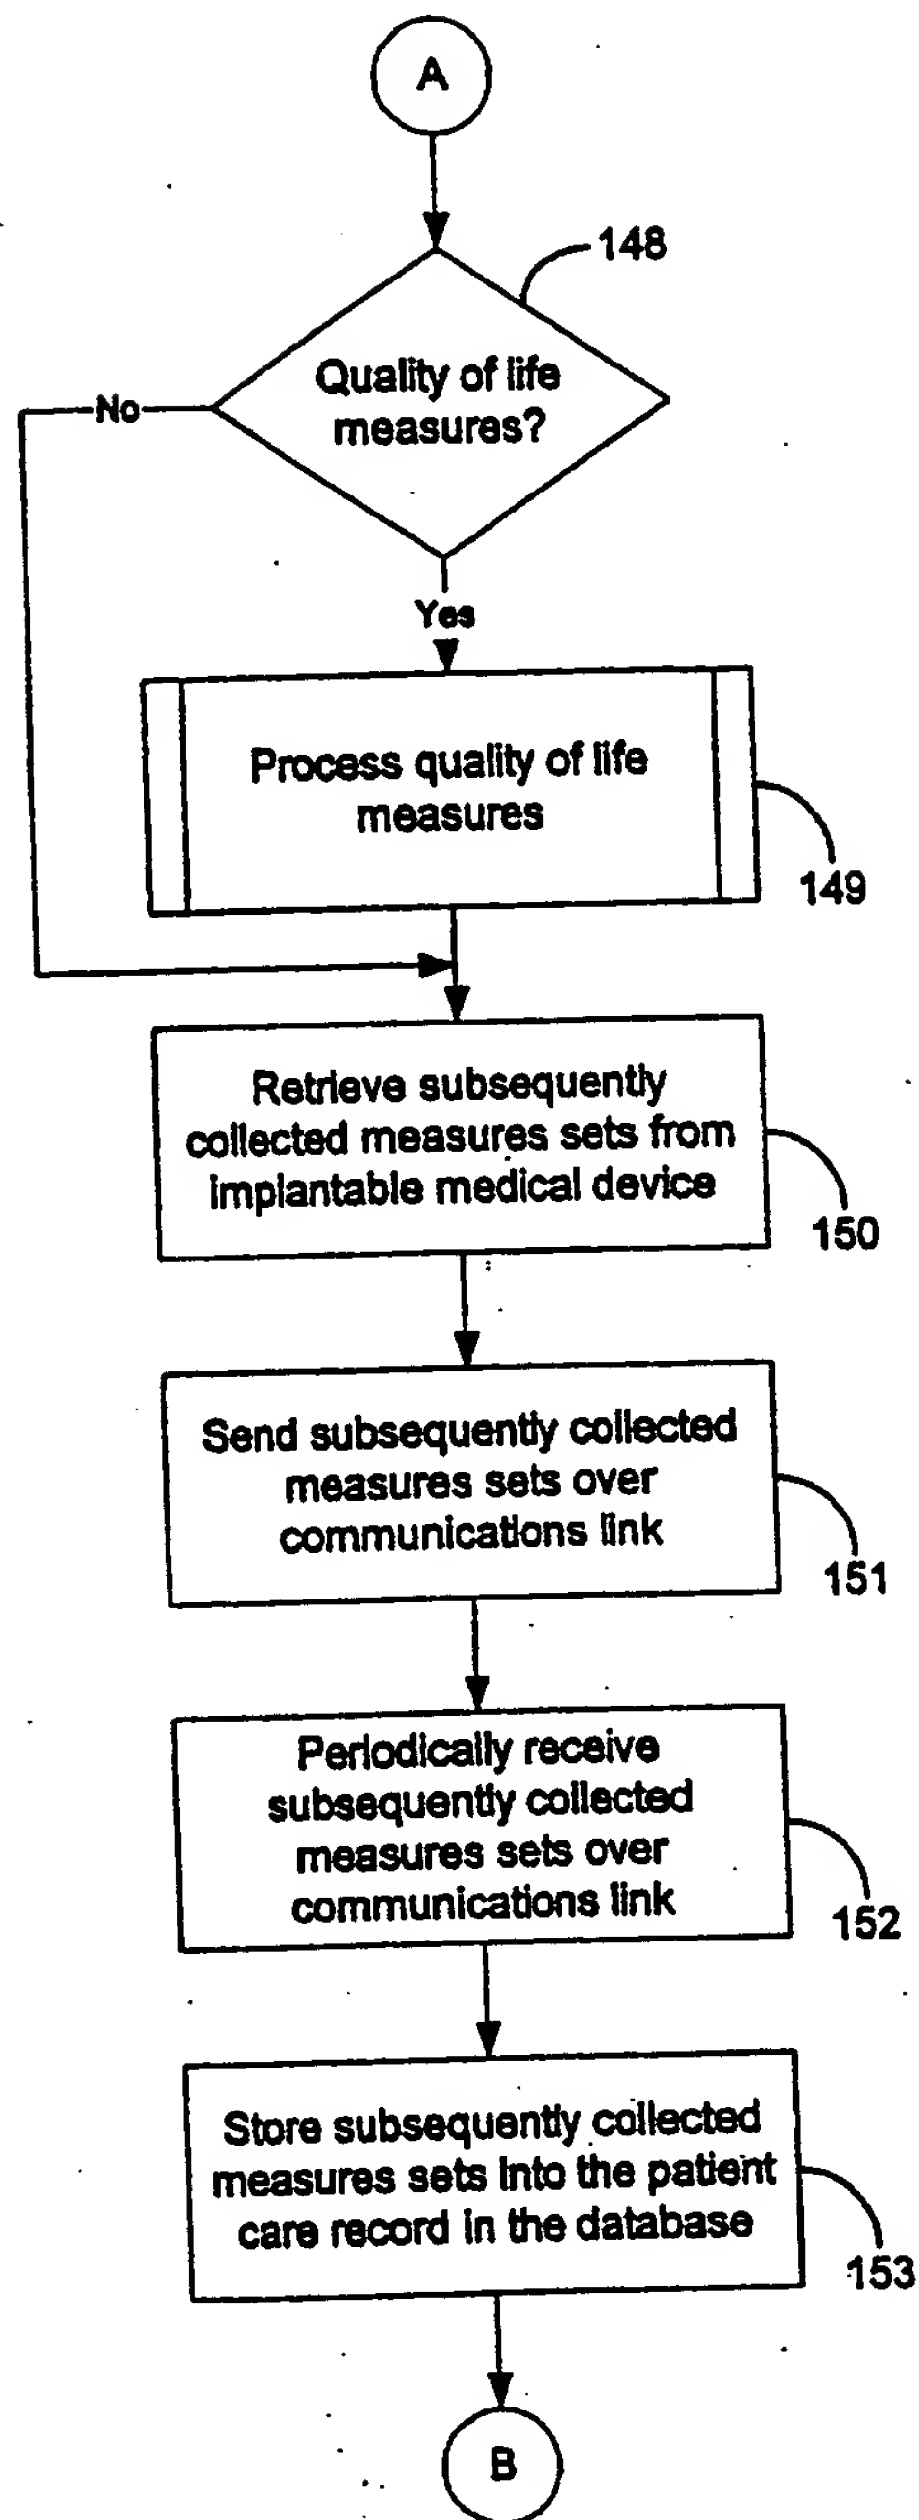 A
148
Quality of life
measures?
No
Yes
Process quality of life
measures
149
Retrieve subsequently
collected measures sets from
implantable medical device
150
Send subsequently collected
measures sets over
communications link
151
Periodically receive
subsequently collected
measures sets over
communications link
152
Store subsequently collected
measures sets into the patient
care record in the database
153
B